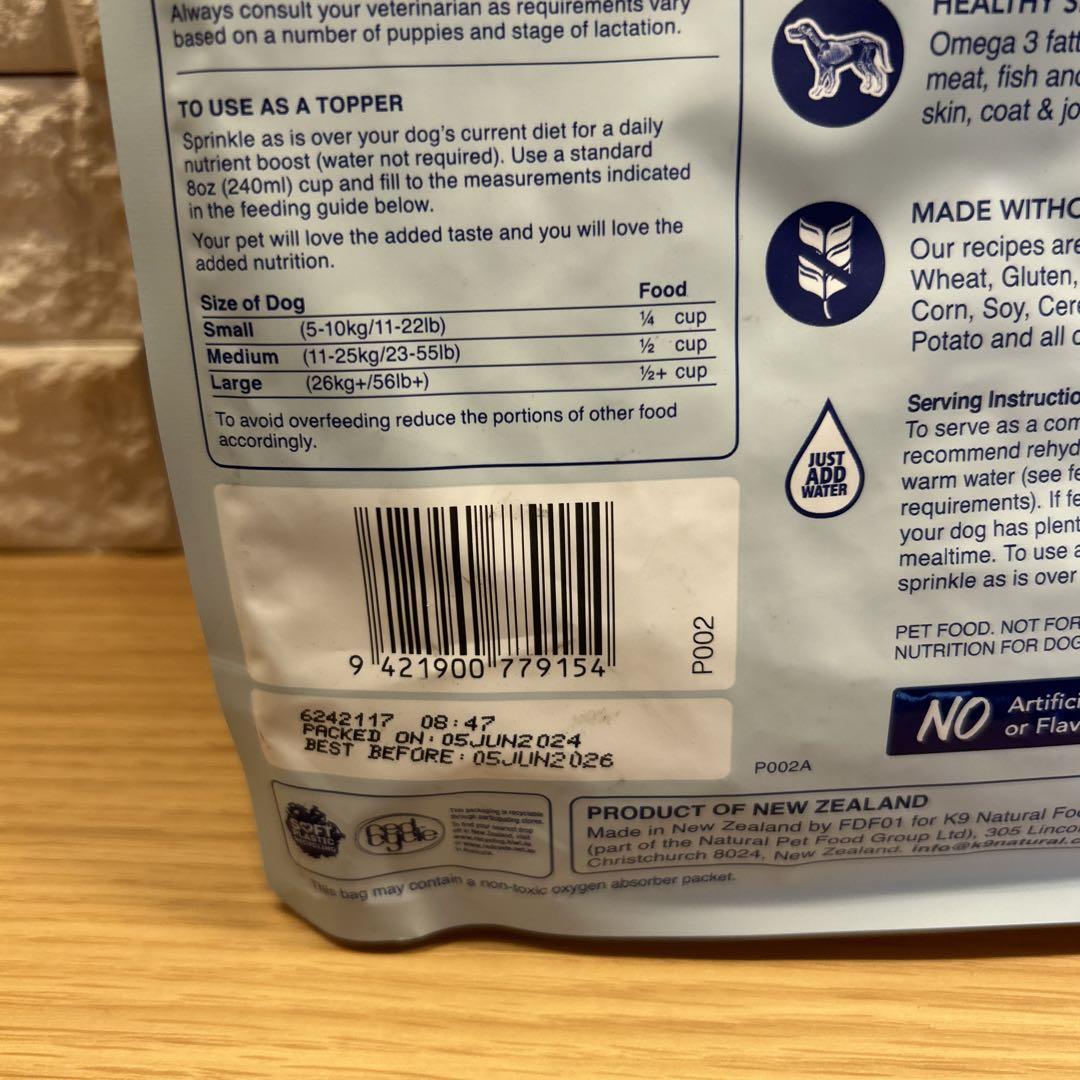 Always consult your veterinarian as requirements vary
based on a number of puppies and stage of lactation.
TO USE AS A TOPPER
Sprinkle as is over your dog's current diet for a daily
nutrient boost (water not required). Use a standard
8oz (240ml) cup and fill to the measurements indicated
in the feeding guide below.
Your pet will love the added taste and you will love the
added nutrition.
Size of Dog Food
Small (5-10kg/11-22lb) ¼ cup
Medium (11-25kg/23-55lb) ½ cup
Large (26kg+/56lb+) ½+ cup
To avoid overfeeding reduce the portions of other food
accordingly.
9 421900 779154
P002
6242117 08:47
PACKED ON: 05JUN2024
BEST BEFORE: 05JUN2026
This packaging is recyclable
through participating stores.
This bag may contain a non-toxic oxygen absorber packet.
HEALTHY S
Omega 3 fatt
meat, fish and
skin, coat & jo
MADE WITHO
Our recipes are
Wheat, Gluten,
Corn, Soy, Cere
Potato and all o
JUST
ADD
WATER
Serving Instructio
To serve as a com
recommend rehyd
warm water (see fe
requirements). If fe
your dog has plent
mealtime. To use a
sprinkle as is over
PET FOOD. NOT FOR
NUTRITION FOR DOG
NO Artifici
or Flav
P002A
PRODUCT OF NEW ZEALAND
Made in New Zealand by FDF01 for K9 Natural Foo
(part of the Natural Pet Food Group Ltd), 305 Lincol
Christchurch 8024, New Zealand. info@k9natural.c